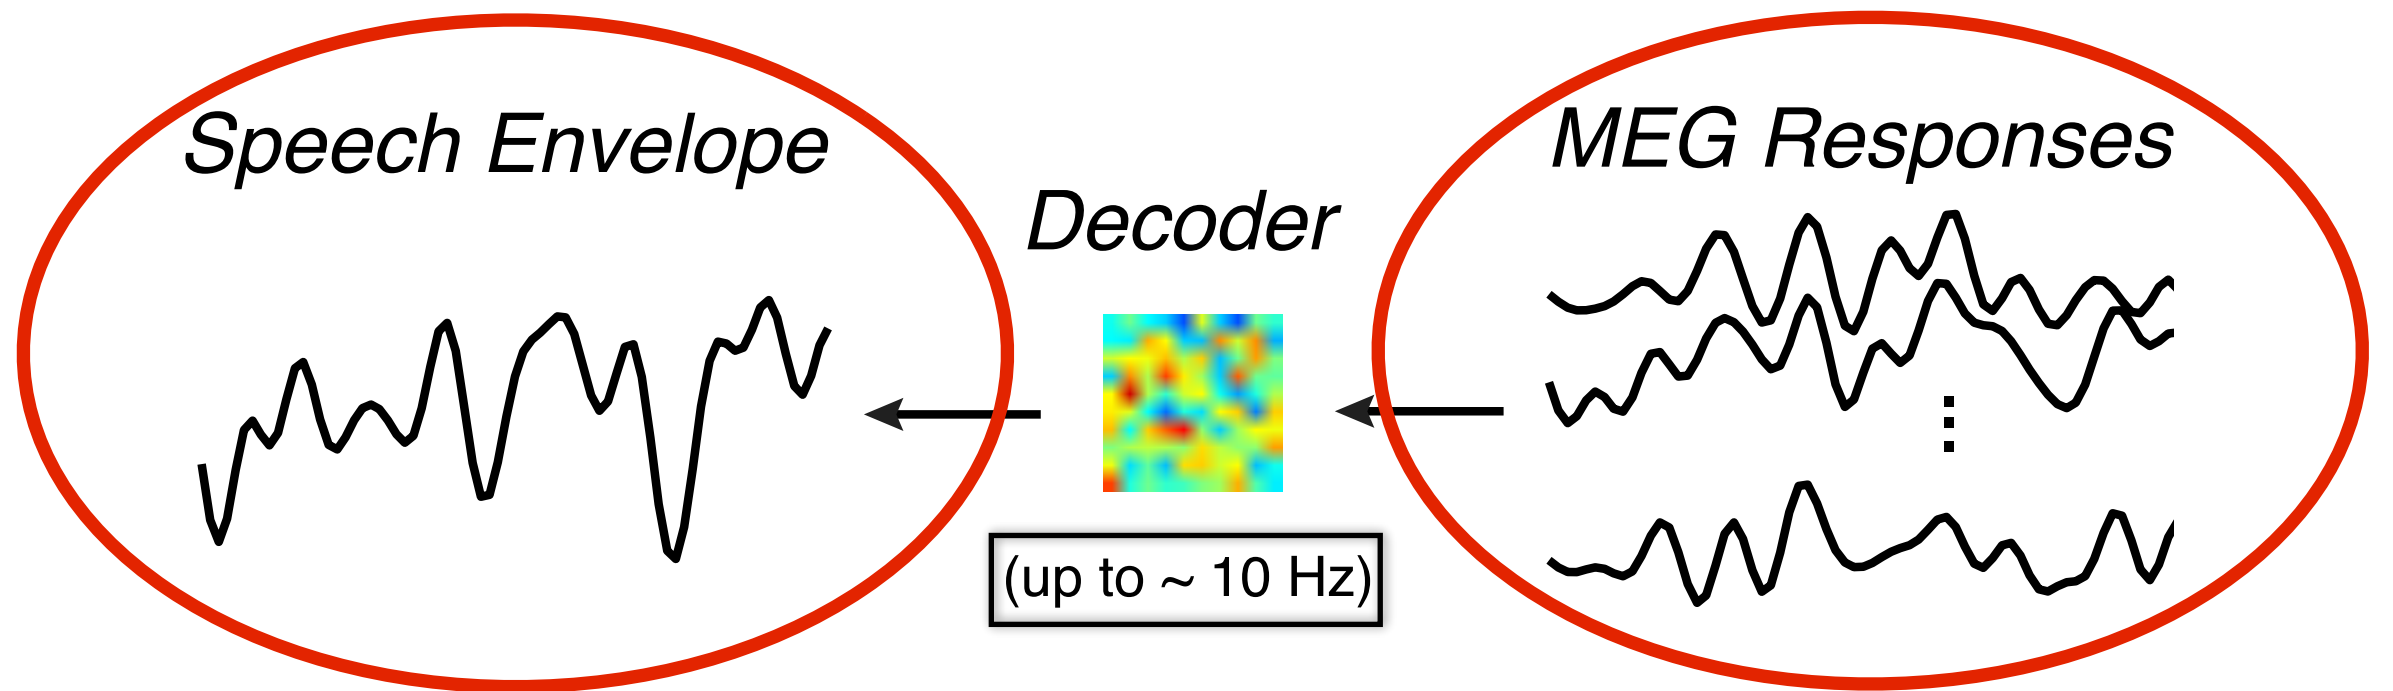 Speech Envelope
Decoder
(up to ~ 10 Hz)
MEG Responses